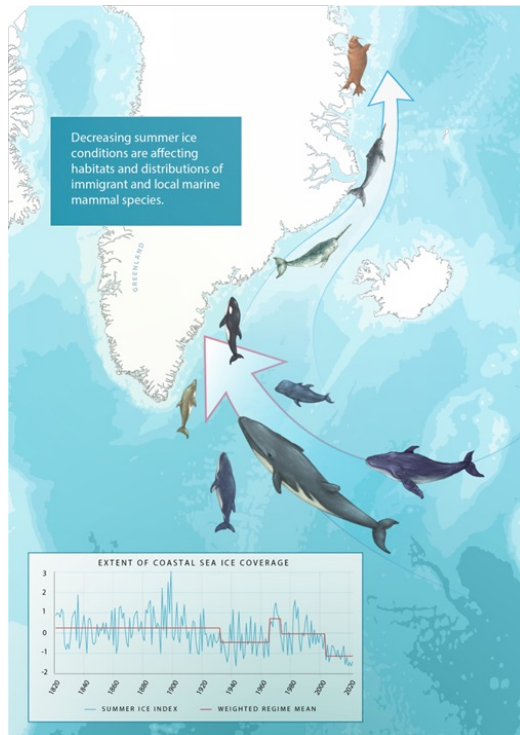 Decreasing summer ice
conditions are affecting
habitats and distributions of
immigrant and local marine
mammal species.
GREENLAND
EXTENT OF COASTAL SEA ICE COVERAGE
3
2
1
0
-1
-2
1820
1840
1860
1880
1900
1920
1940
1960
1980
2000
2020
SUMMER ICE INDEX
WEIGHTED REGIME MEAN